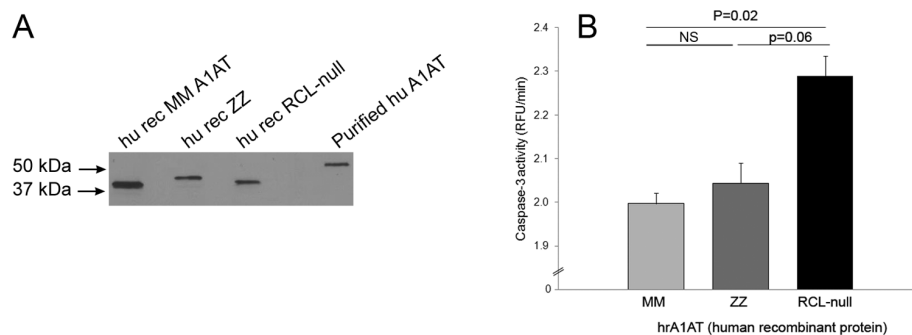 A
hu rec MM A1AT
hu rec ZZ
hu rec RCL-null
Purified hu A1AT
50 kDa
37 kDa
B
P=0.02
NS
p=0.06
Caspase-3 activity (RFU/min)
2.4
2.3
2.1
2.0
1.9
0
MM
ZZ
RCL-null
hrA1AT (human recombinant protein)